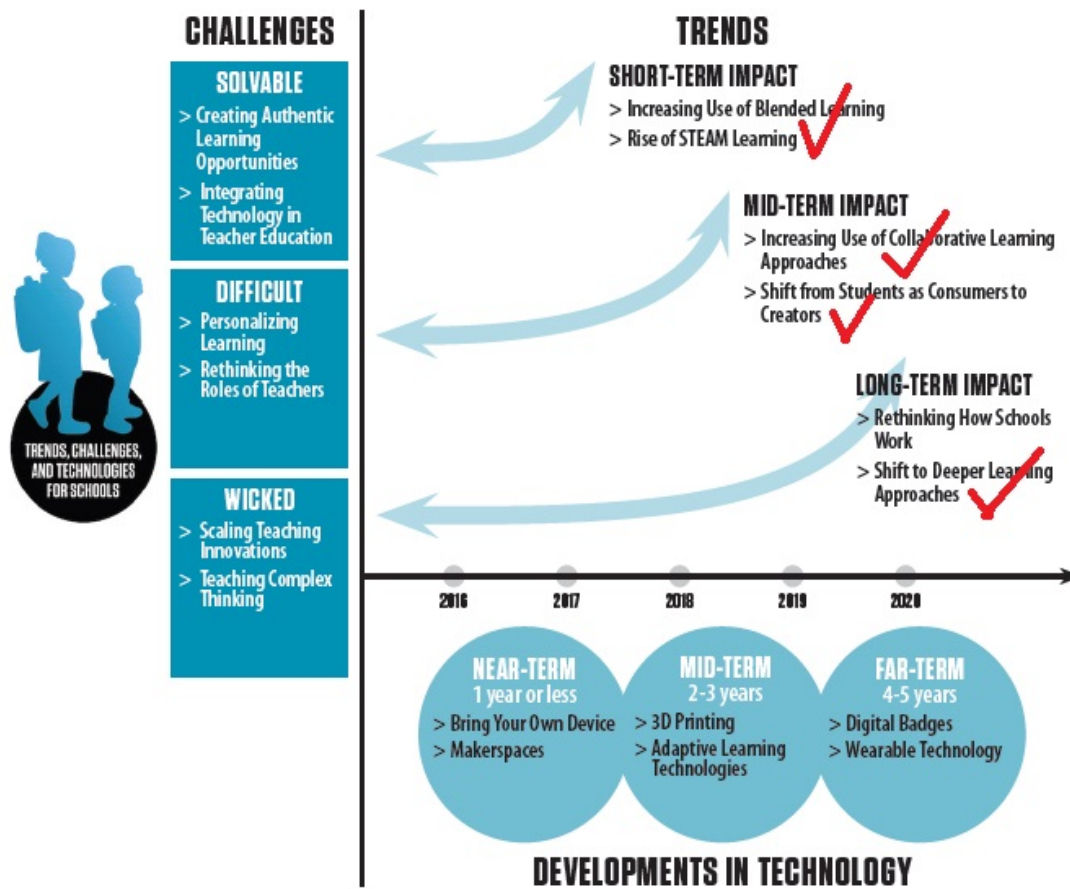 CHALLENGES
SOLVABLE
> Creating Authentic
Learning
Opportunities
> Integrating
Technology in
Teacher Education
DIFFICULT
> Personalizing
Learning
> Rethinking the
Roles of Teachers
WICKED
> Scaling Teaching
Innovations
> Teaching Complex
Thinking
TRENDS, CHALLENGES,
AND TECHNOLOGIES
FOR SCHOOLS
TRENDS
SHORT-TERM IMPACT
> Increasing Use of Blended Learning
> Rise of STEAM Learning
MID-TERM IMPACT
> Increasing Use of Collaborative Learning
Approaches
> Shift from Students as Consumers to
Creators
LONG-TERM IMPACT
> Rethinking How Schools
Work
> Shift to Deeper Learning
Approaches
2016 2017 2018 2019 2020
NEAR-TERM
1 year or less
> Bring Your Own Device
> Makerspaces
MID-TERM
2-3 years
> 3D Printing
> Adaptive Learning
Technologies
FAR-TERM
4-5 years
> Digital Badges
> Wearable Technology
DEVELOPMENTS IN TECHNOLOGY